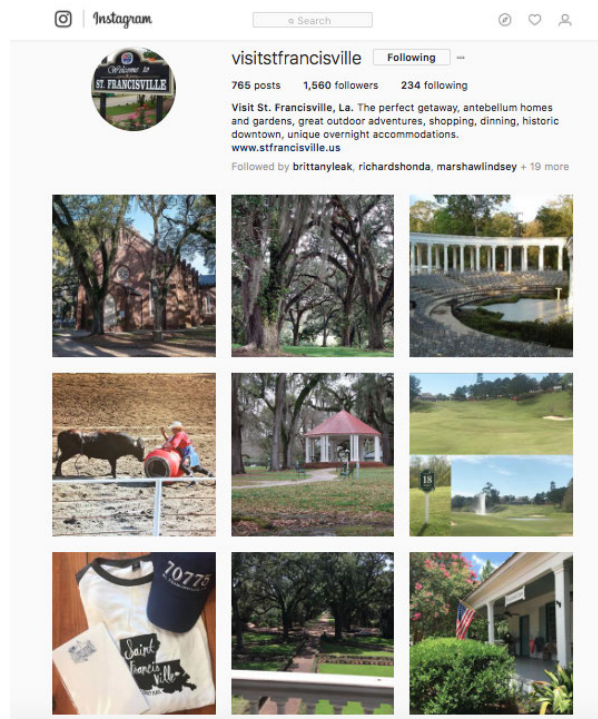 Instagram
Search
visitstfrancisville Following
765 posts 1,560 followers 234 following
Visit St. Francisville, La. The perfect getaway, antebellum homes
and gardens, great outdoor adventures, shopping, dinning, historic
downtown, unique overnight accommodations.
www.stfrancisville.us
Followed by brittanyleak, richardshonda, marshawlindsey + 19 more
Welcome to
ST. FRANCISVILLE
18
70775
ST. FRANCISVILLE
Saint
Francis
Ville